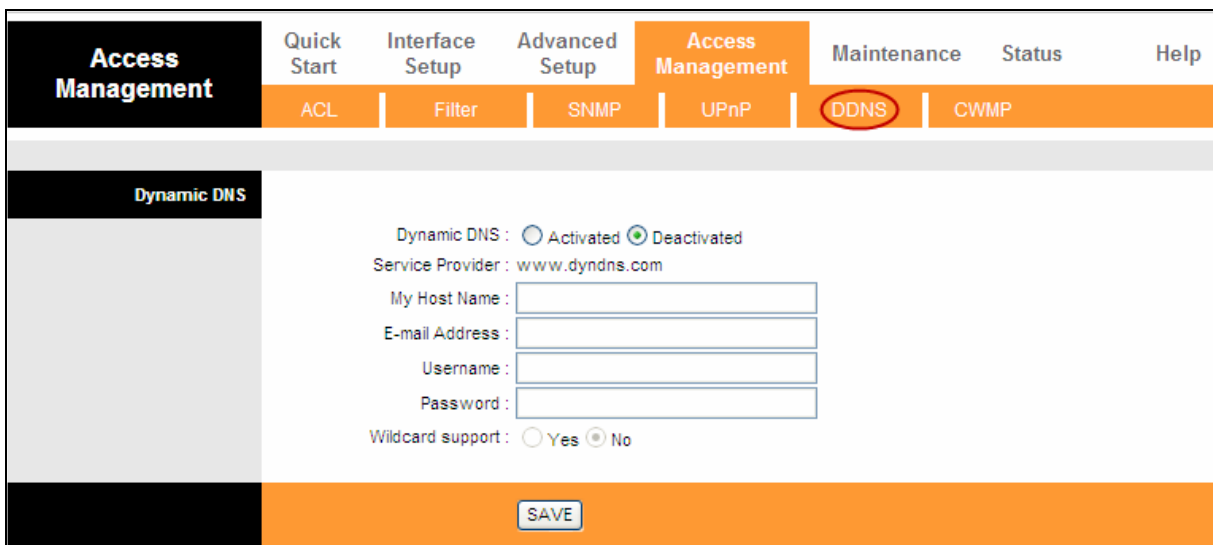 Access Management
Quick Start
Interface Setup
Advanced Setup
Access Management
Maintenance
Status
Help
ACL
Filter
SNMP
UPnP
DDNS
CWMP
Dynamic DNS
Dynamic DNS : Activated Deactivated
Service Provider : www.dyndns.com
My Host Name :
E-mail Address :
Username :
Password :
Wildcard support : Yes No
SAVE